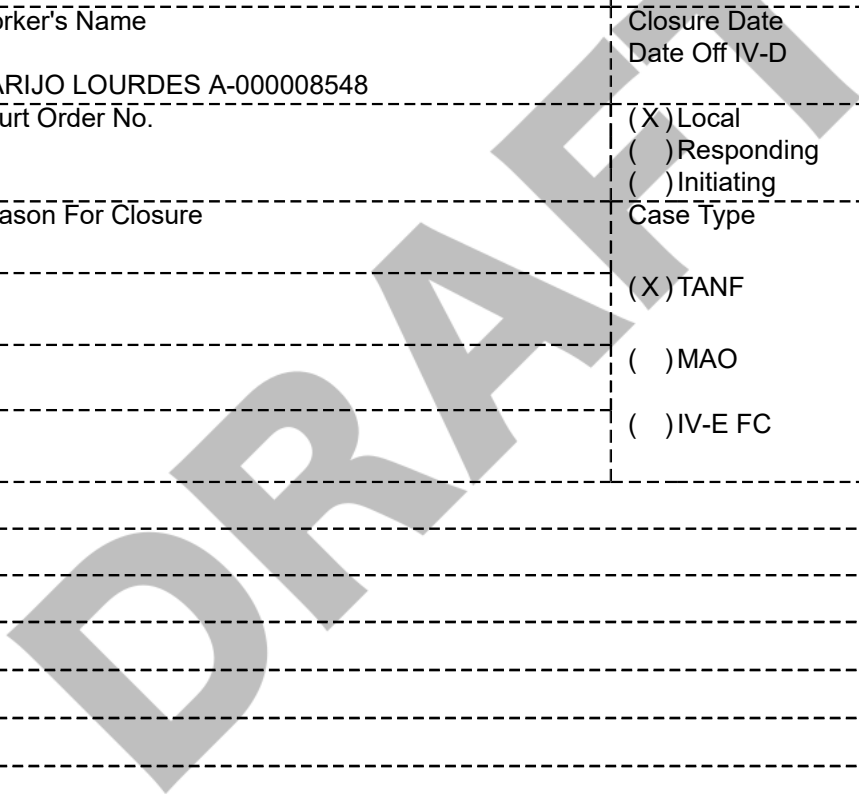 orker's Name
Closure Date
Date Off IV-D
ARIJO LOURDES A-000008548
urt Order No.
(X) Local
( ) Responding
( ) Initiating
ason For Closure
Case Type
(X) TANF
( ) MAO
( ) IV-E FC
DRAFT